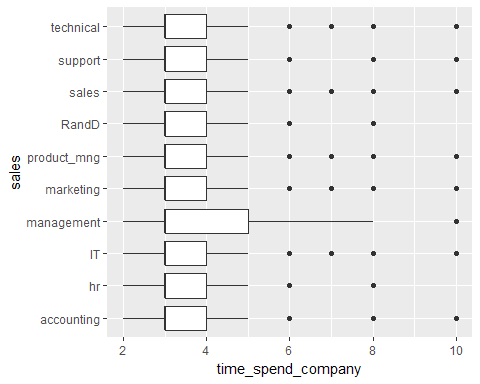 technical
support
sales
RandD
product_mng
marketing
management
IT
hr
accounting
sales
2 4 6 8 10
time_spend_company